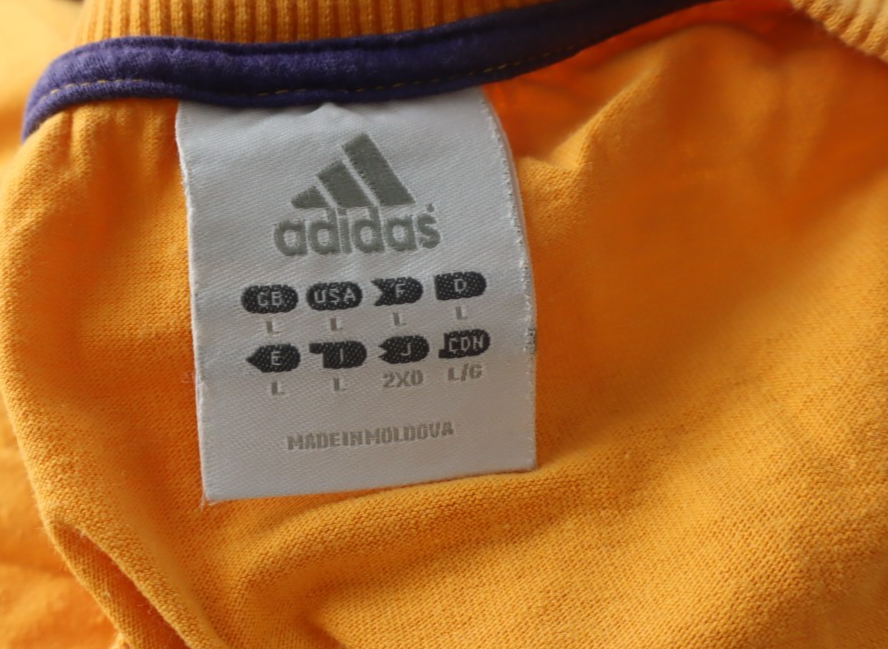 adidas
GB USA F D
L L L L
E I J CDN
L L 2XO L/G
MADE IN MOLDOVA